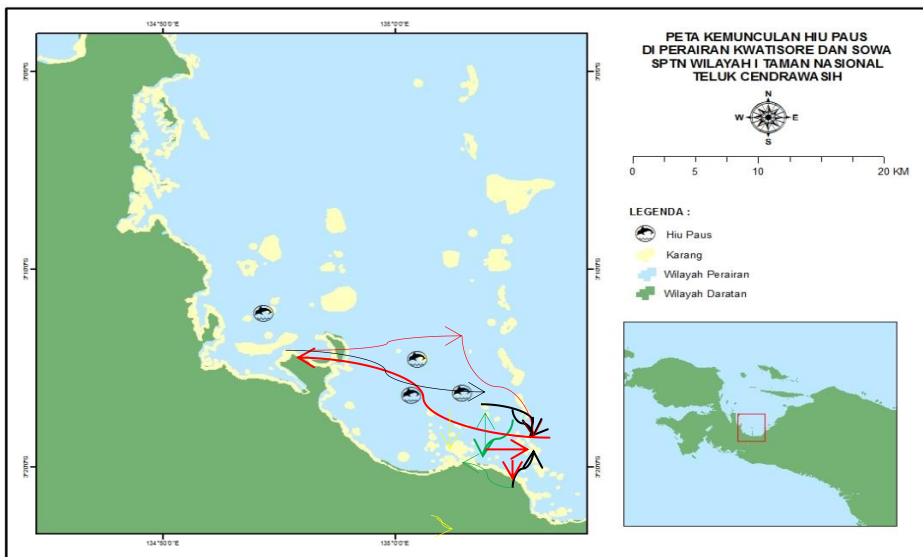 134°50'0"E
135°0'0"E
PETA KEMUNCULAN HIU PAUS
DI PERAIRAN KWATISORE DAN SOWA
SPTN WILAYAH I TAMAN NASIONAL
TELUK CENDRAWASIH
N
W E
S
0 5 10 20 KM
LEGENDA :
Hiu Paus
Karang
Wilayah Perairan
Wilayah Daratan
134°50'0"E
135°0'0"E